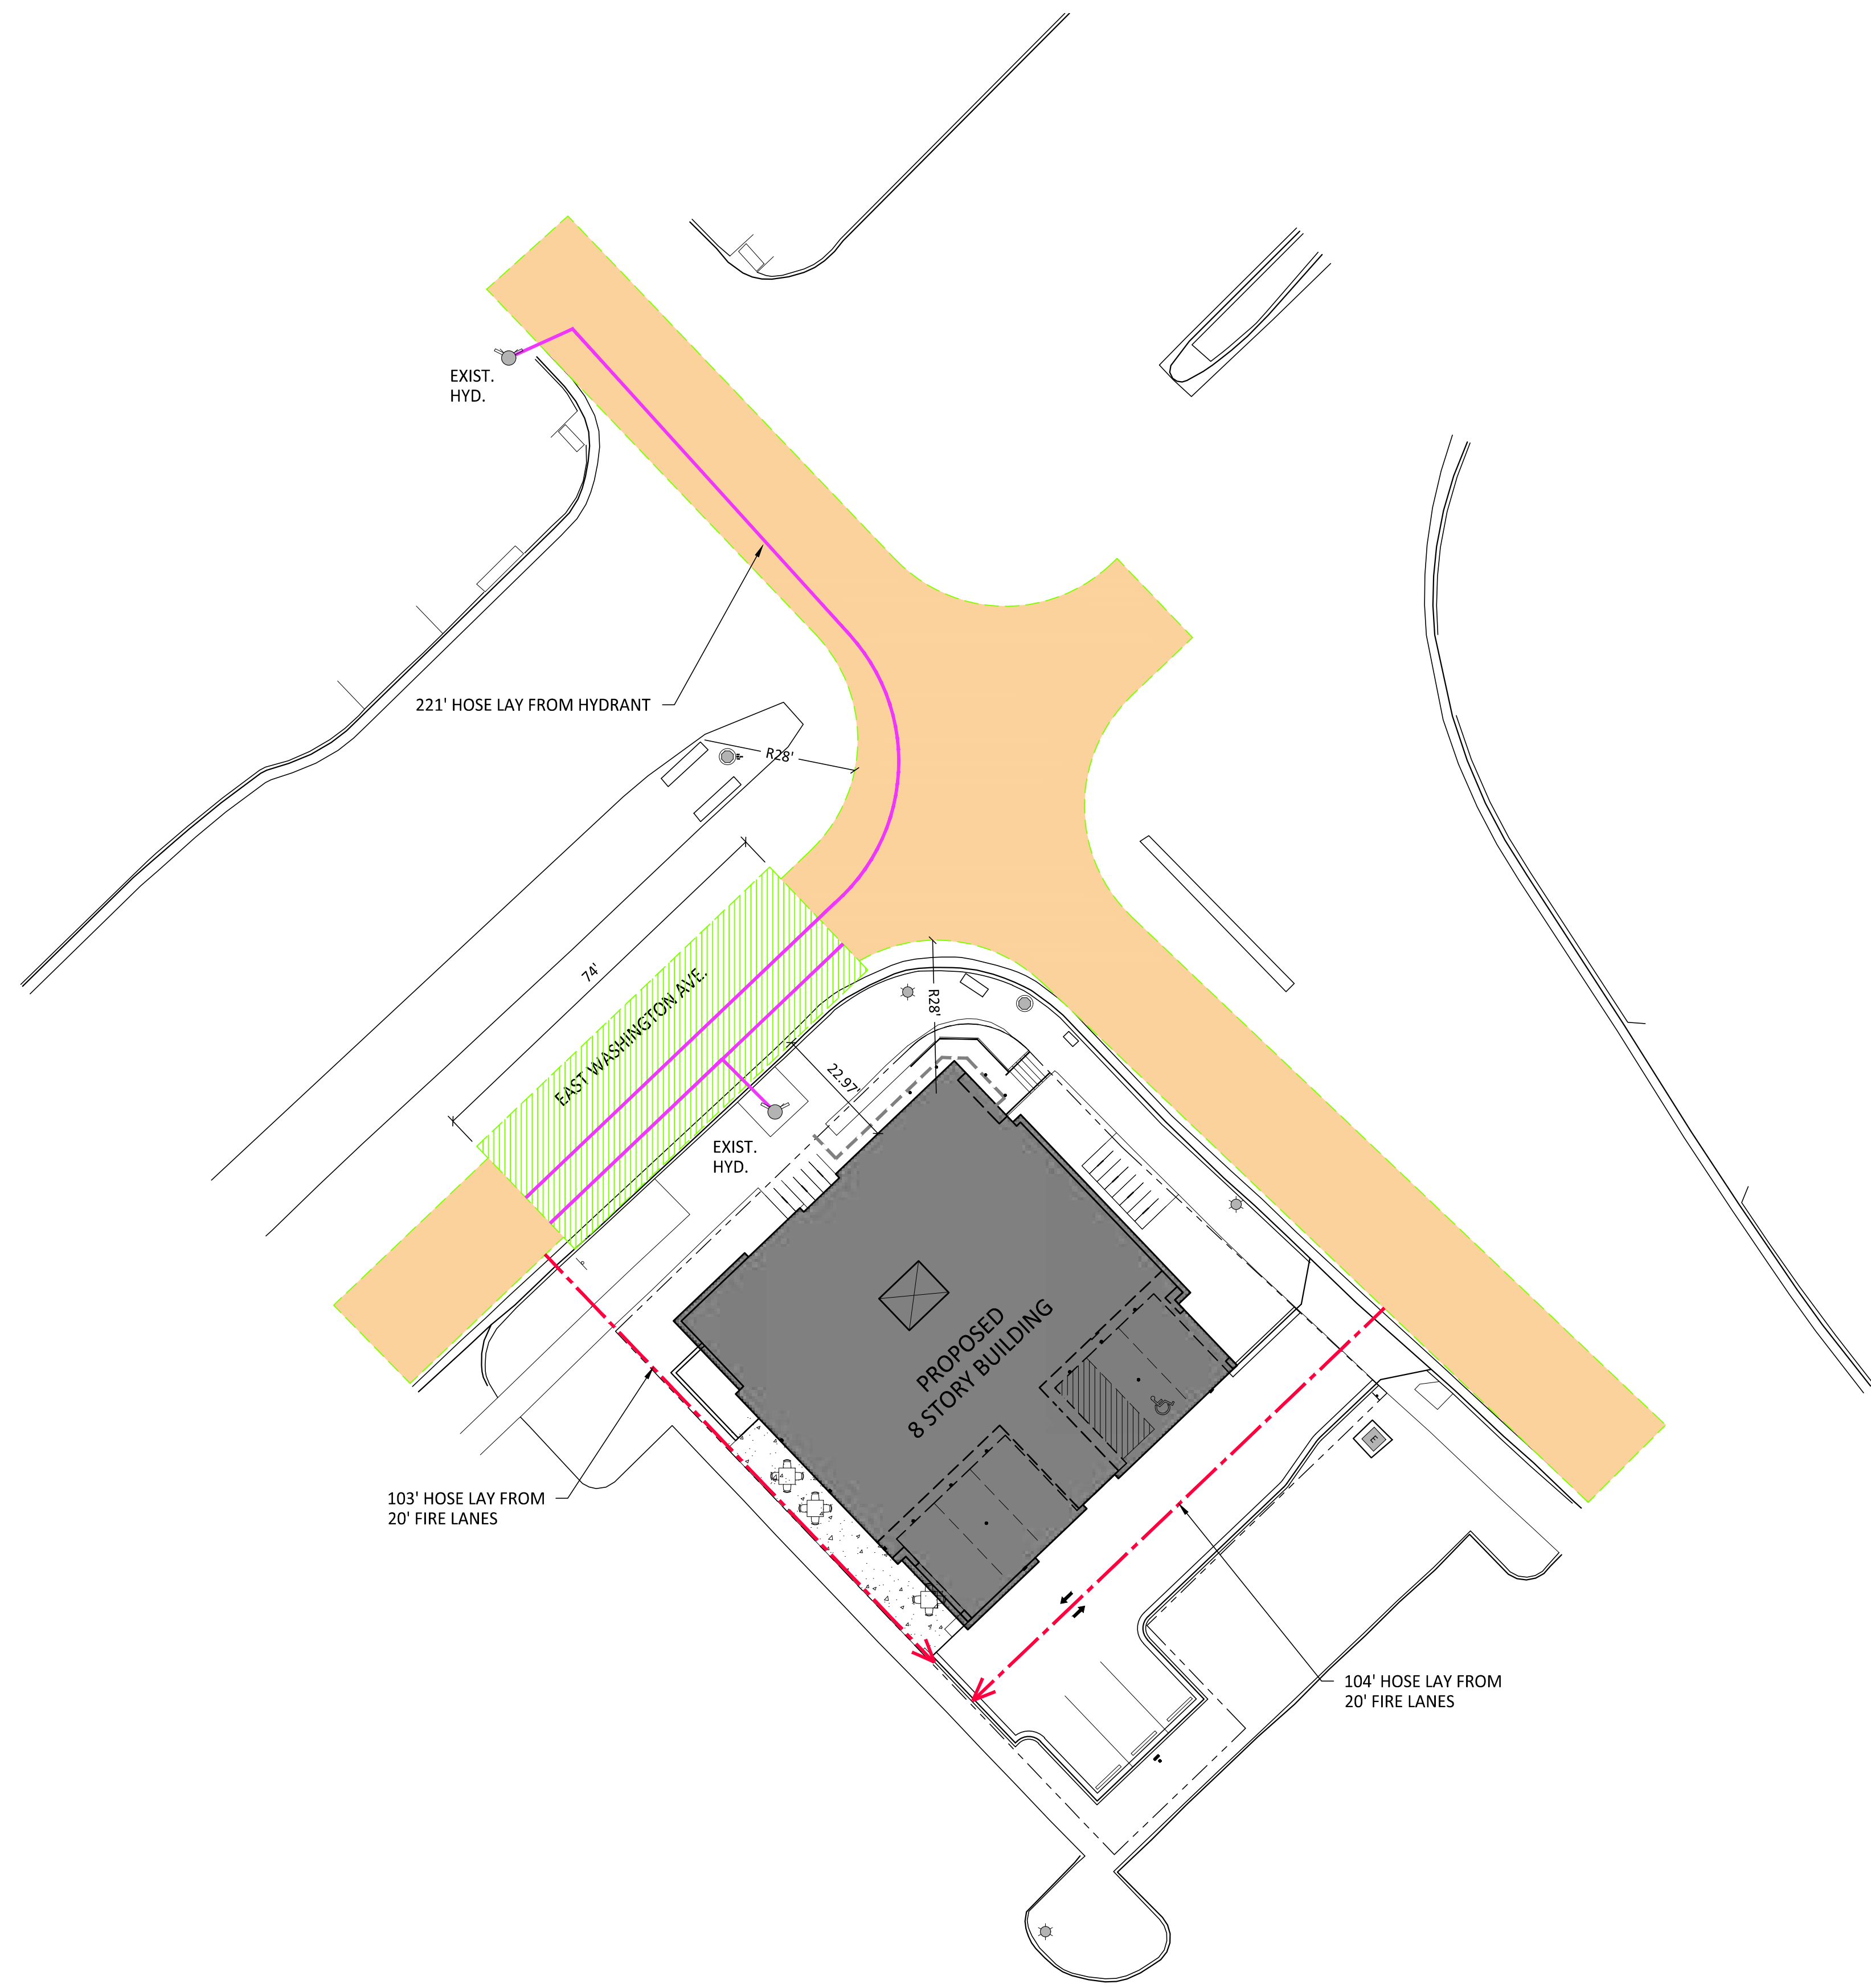 EXIST.
HYD.
221' HOSE LAY FROM HYDRANT
R28'
74'
EAST WASHINGTON AVE.
R28'
22.97'
EXIST.
HYD.
PROPOSED
8 STORY BUILDING
E
103' HOSE LAY FROM
20' FIRE LANES
104' HOSE LAY FROM
20' FIRE LANES